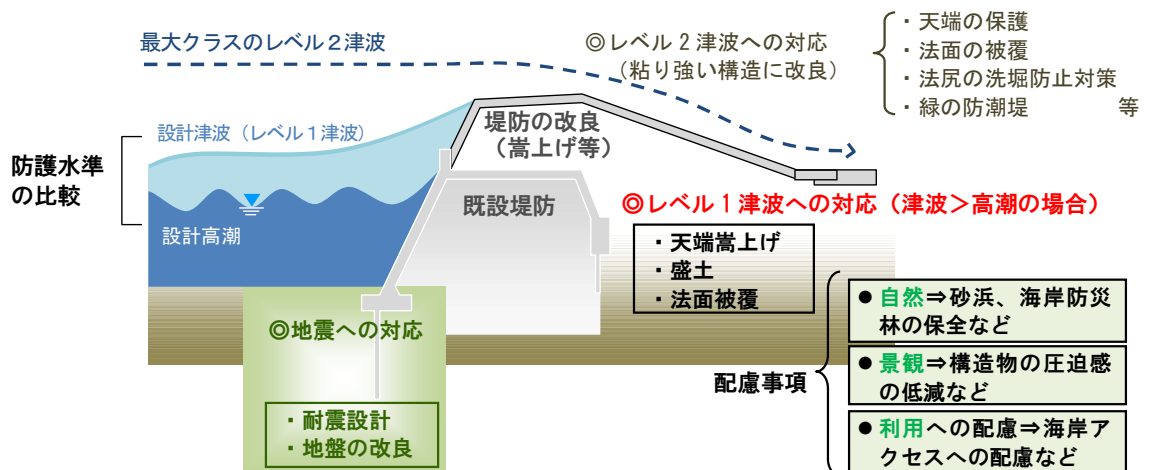 最大クラスのレベル２津波
◎レベル２津波への対応
（粘り強い構造に改良）
・天端の保護
・法面の被覆
・法尻の洗堀防止対策
・緑の防潮堤　　　等
設計津波（レベル１津波）
防護水準
の比較
設計高潮
堤防の改良
（嵩上げ等）
既設堤防
◎レベル１津波への対応（津波＞高潮の場合）
・天端嵩上げ
・盛土
・法面被覆
◎地震への対応
・耐震設計
・地盤の改良
配慮事項
●自然⇒砂浜、海岸防災
林の保全など
●景観⇒構造物の圧迫感
の低減など
●利用への配慮⇒海岸ア
クセスへの配慮など